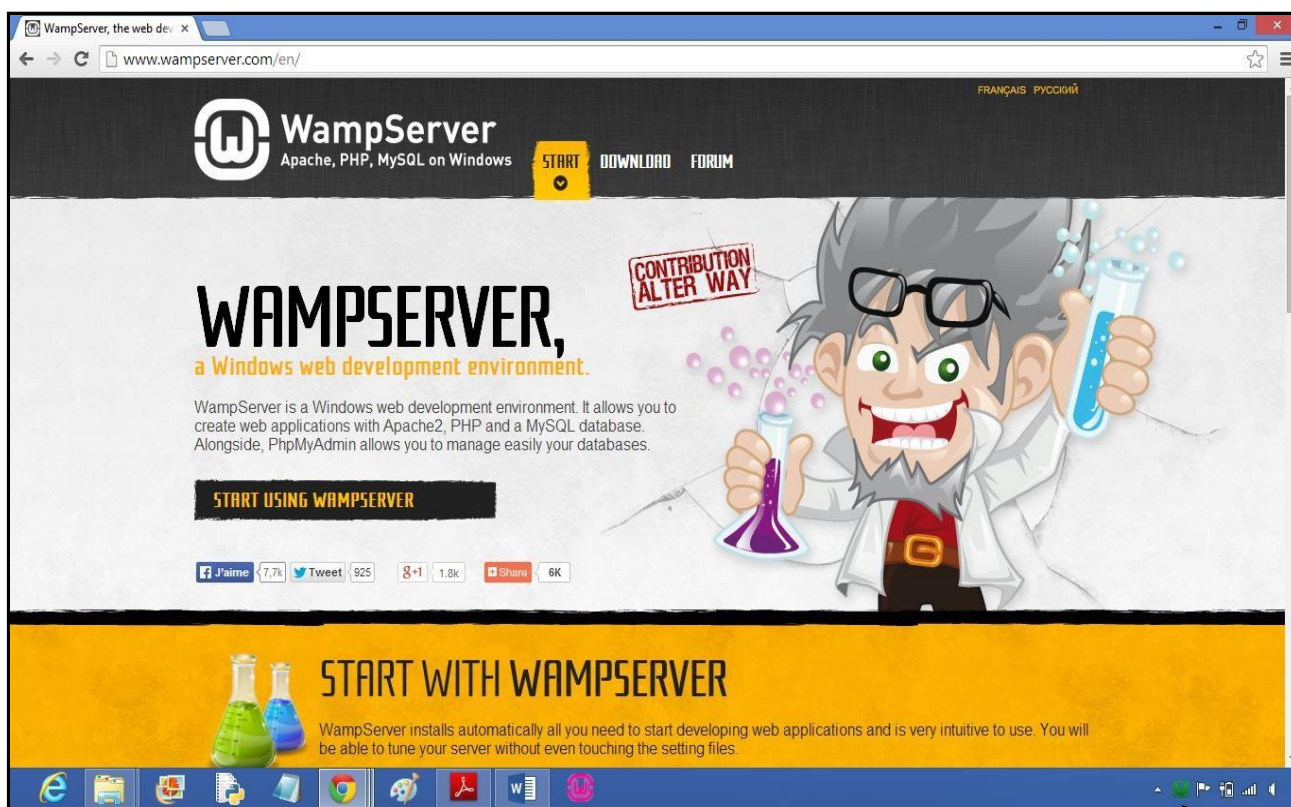 WampServer, the web dev
www.wampserver.com/en/
FRANÇAIS РУССКИЙ
WampServer
Apache, PHP, MySQL on Windows
START DOWNLOAD FORUM
CONTRIBUTION
ALTER WAY
WAMPSERVER,
a Windows web development environment.
WampServer is a Windows web development environment. It allows you to
create web applications with Apache2, PHP and a MySQL database.
Alongside, PhpMyAdmin allows you to manage easily your databases.
START USING WAMPSERVER
J'aime 7,7k Tweet 925 g+1 1.8k Share 6K
START WITH WAMPSERVER
WampServer installs automatically all you need to start developing web applications and is very intuitive to use. You will
be able to tune your server without even touching the setting files.